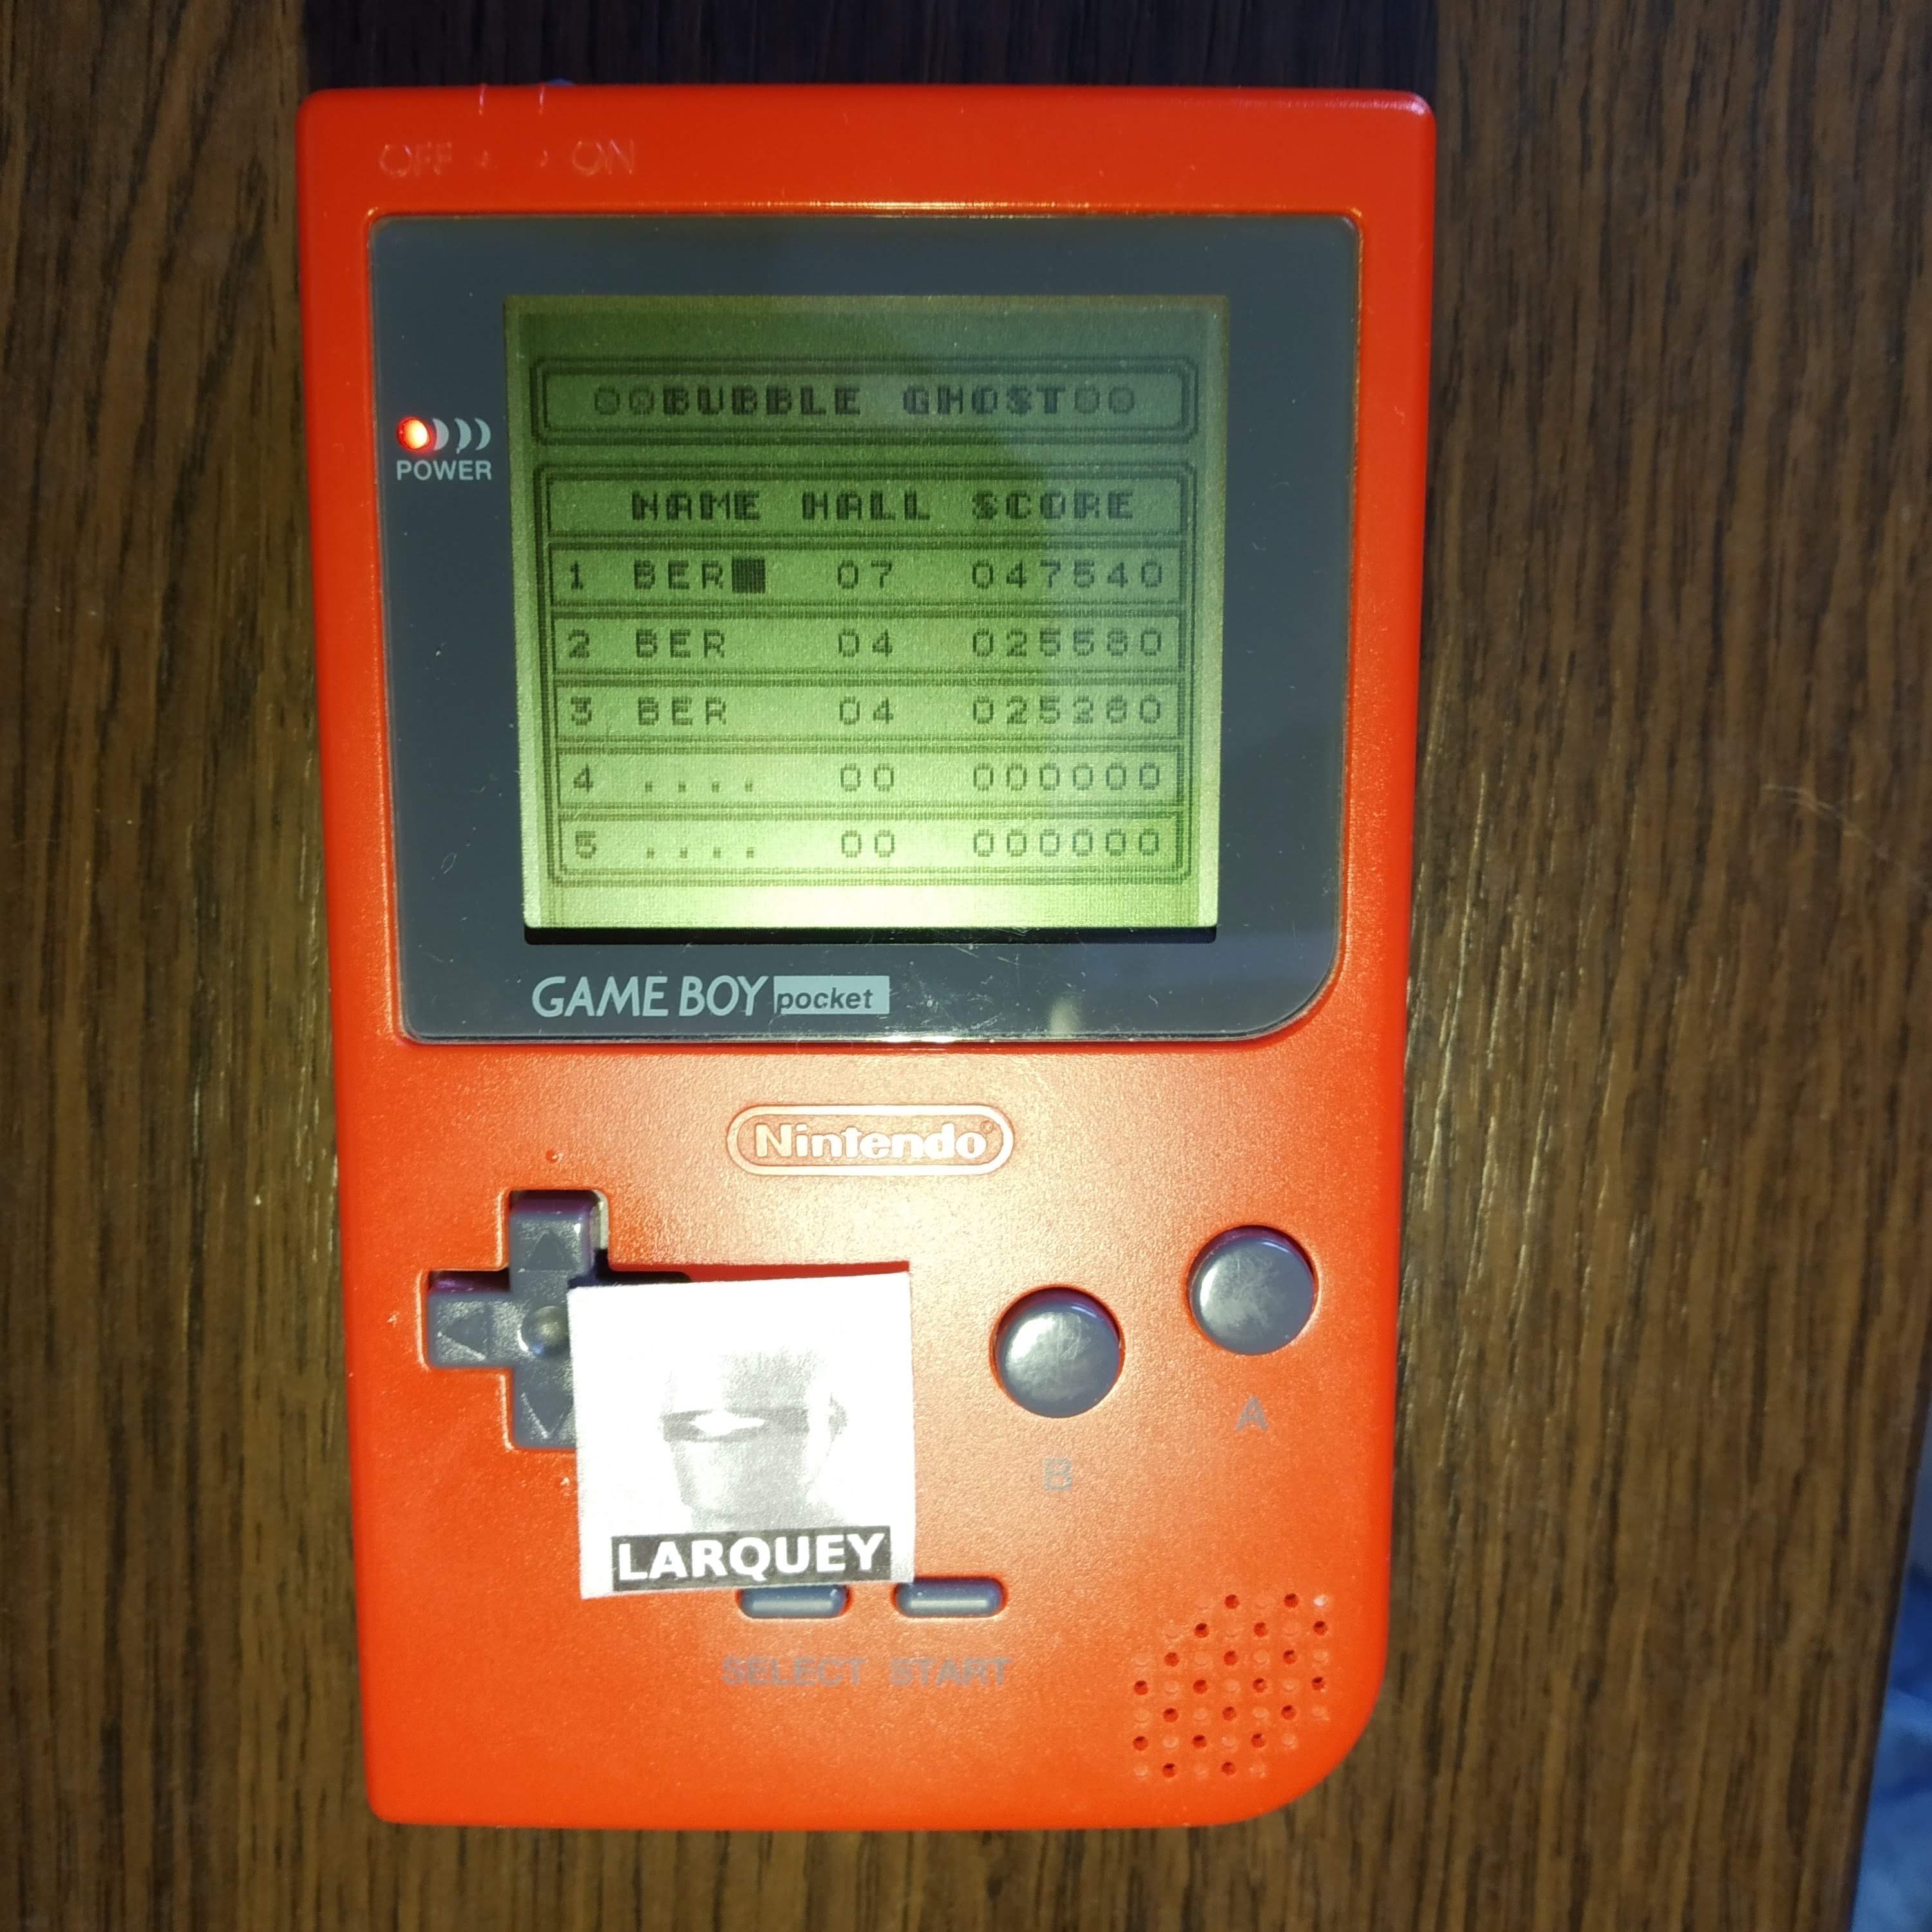 OFF ON
BUBBLE GHOST
NAME HALL SCORE
1 BER 07 047540
2 BER 04 025580
3 BER 04 025280
4 .... 00 000000
5 .... 00 000000
POWER
GAME BOY pocket
Nintendo®
A
B
LARQUEY
SELECT START